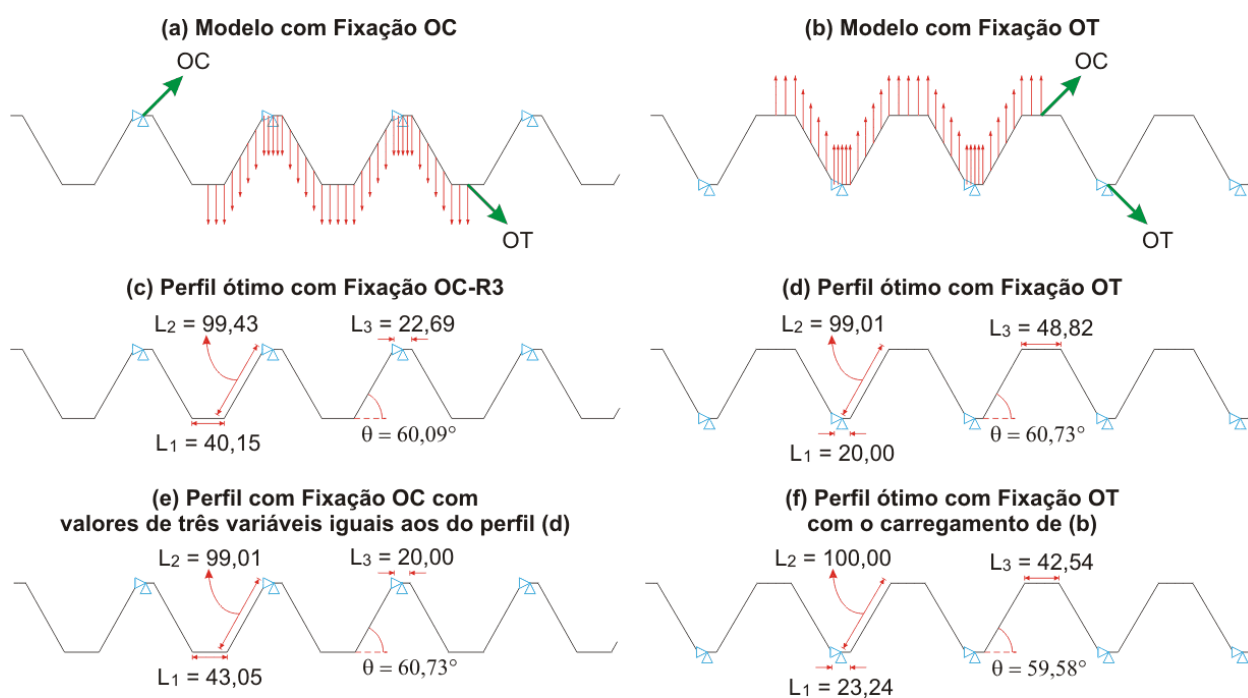 (a) Modelo com Fixação OC
OC
OT
(b) Modelo com Fixação OT
OC
OT
(c) Perfil ótimo com Fixação OC-R3
L2 = 99,43
L3 = 22,69
L1 = 40,15
θ = 60,09°
(d) Perfil ótimo com Fixação OT
L2 = 99,01
L3 = 48,82
L1 = 20,00
θ = 60,73°
(e) Perfil com Fixação OC com
valores de três variáveis iguais aos do perfil (d)
L2 = 99,01
L3 = 20,00
L1 = 43,05
θ = 60,73°
(f) Perfil ótimo com Fixação OT
com o carregamento de (b)
L2 = 100,00
L3 = 42,54
L1 = 23,24
θ = 59,58°